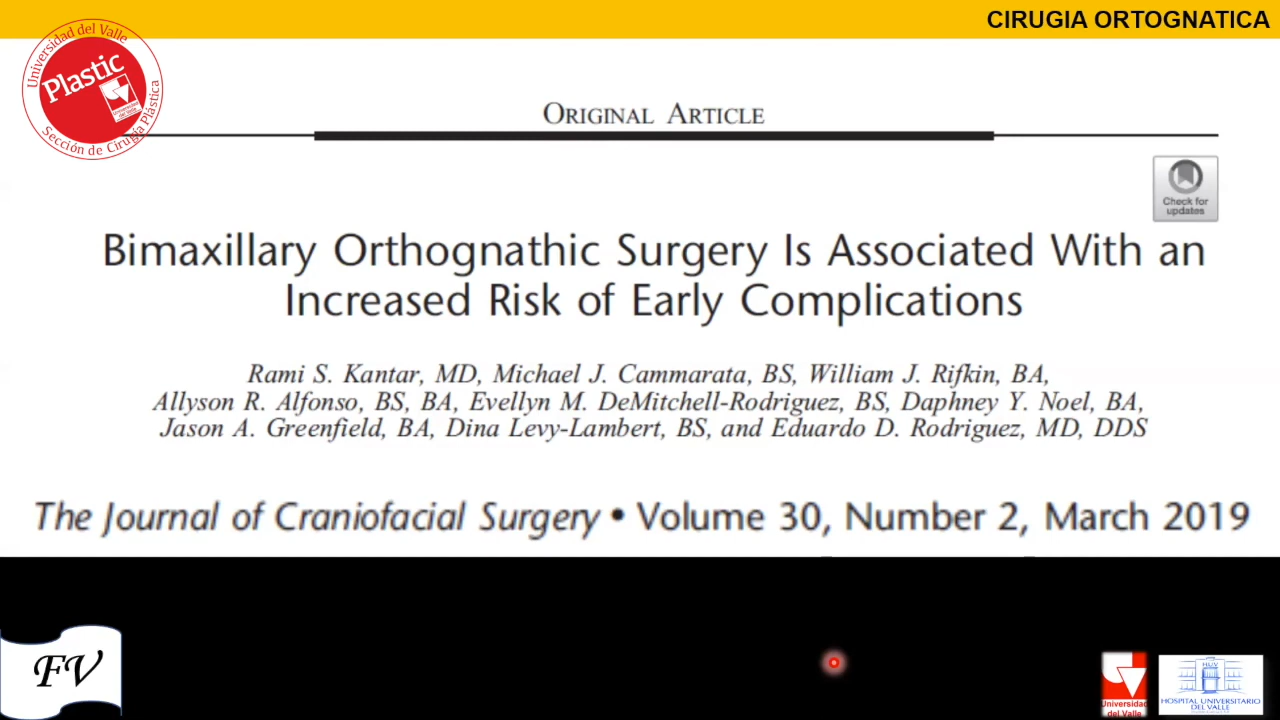 CIRUGIA ORTOGNATICA
Universidad del Valle
Plastic
Sección de Cirugía Plástica
ORIGINAL ARTICLE
Check for
updates
Bimaxillary Orthognathic Surgery Is Associated With an
Increased Risk of Early Complications
Rami S. Kantar, MD, Michael J. Cammarata, BS, William J. Rifkin, BA,
Allyson R. Alfonso, BS, BA, Evellyn M. DeMitchell-Rodriguez, BS, Daphney Y. Noel, BA,
Jason A. Greenfield, BA, Dina Levy-Lambert, BS, and Eduardo D. Rodriguez, MD, DDS
The Journal of Craniofacial Surgery • Volume 30, Number 2, March 2019
FV
Universidad
del Valle
HUV
HOSPITAL UNIVERSITARIO
DEL VALLE